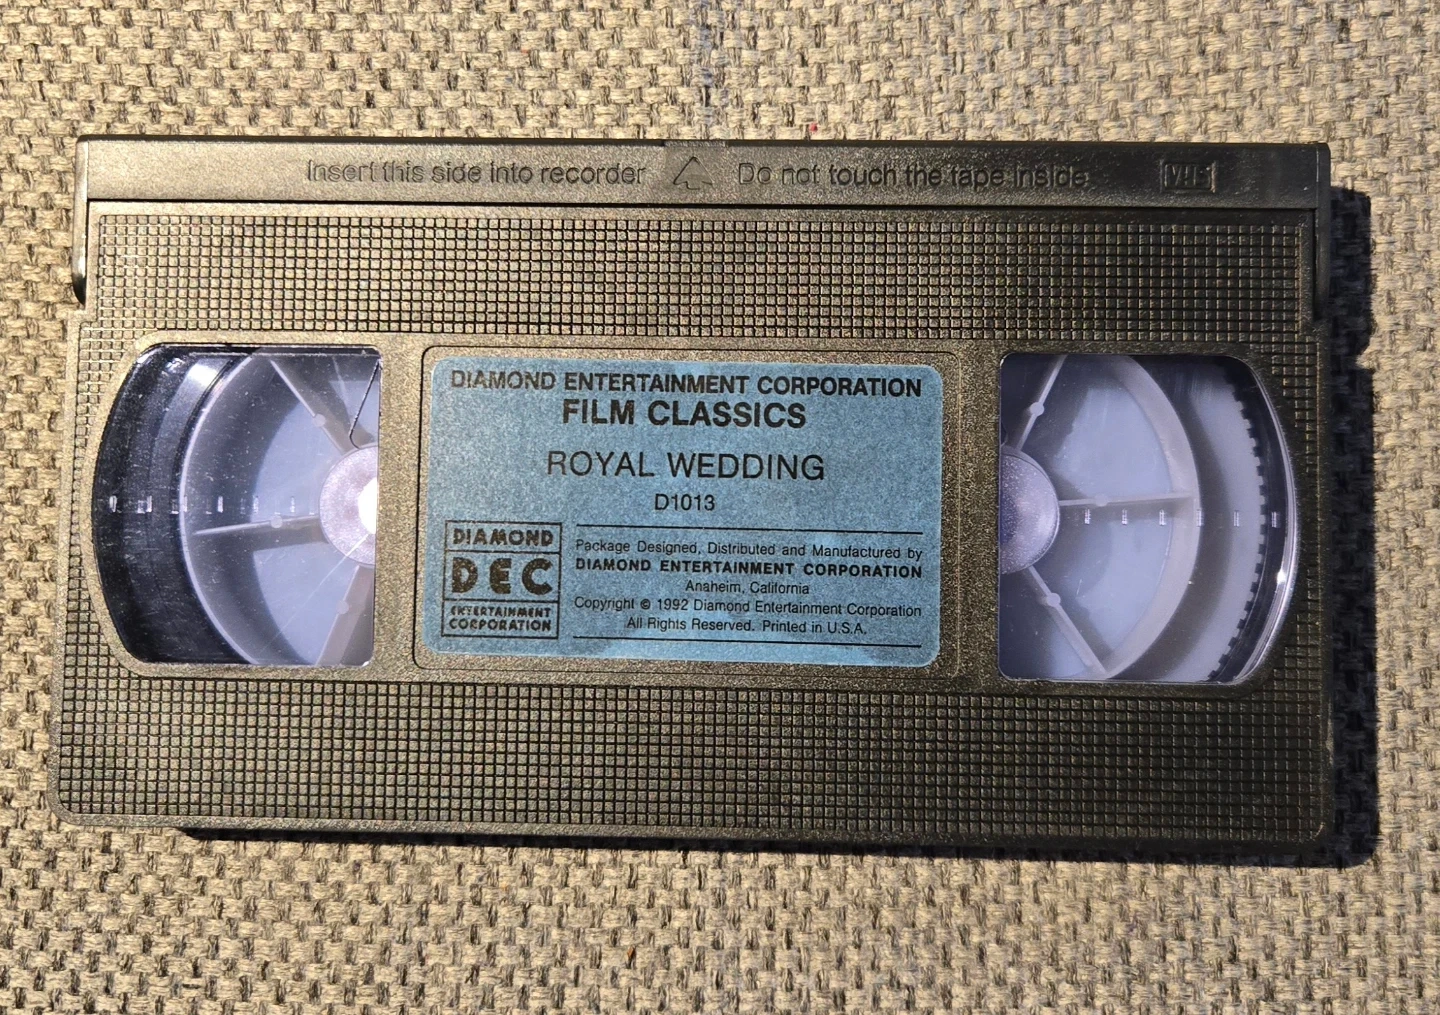 Insert this side into recorder Do not touch the tape inside VHS
DIAMOND ENTERTAINMENT CORPORATION
FILM CLASSICS
ROYAL WEDDING
D1013
DIAMOND
DEC
ENTERTAINMENT
CORPORATION
Package Designed, Distributed and Manufactured by
DIAMOND ENTERTAINMENT CORPORATION
Anaheim, California
Copyright © 1992 Diamond Entertainment Corporation
All Rights Reserved. Printed in U.S.A.